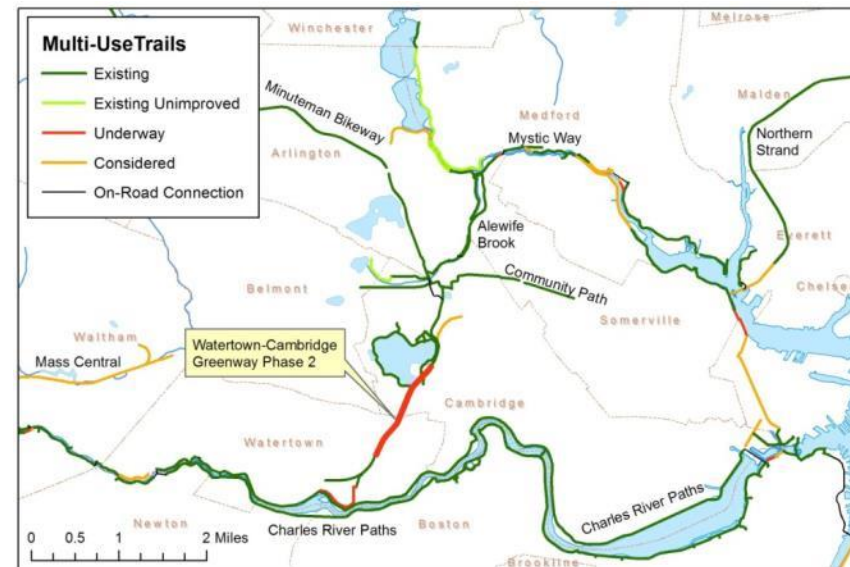 Multi-UseTrails
Existing
Existing Unimproved
Underway
Considered
On-Road Connection
Winchester
Melrose
Minuteman Bikeway
Medford
Malden
Mystic Way
Northern
Strand
Arlington
Alewife
Brook
Everett
Community Path
Chelse
Belmont
Somerville
Waltham
Watertown-Cambridge
Greenway Phase 2
Mass Central
Cambridge
Watertown
Charles River Paths
Newton
Charles River Paths
Boston
0 0.5 1 2 Miles
Brookline